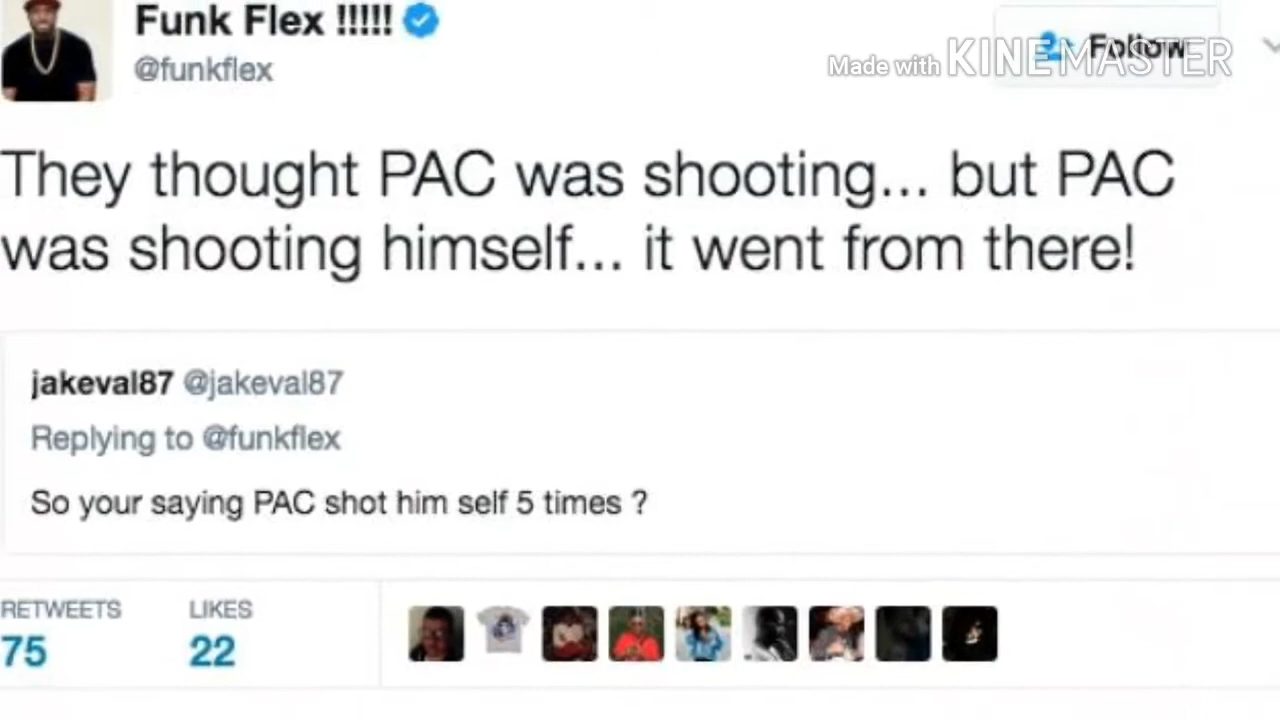 Funk Flex !!!!!
@funkflex
Follow
Made with KINEMASTER
They thought PAC was shooting... but PAC
was shooting himself... it went from there!
jakeval87 @jakeval87
Replying to @funkflex
So your saying PAC shot him self 5 times ?
RETWEETS LIKES
75 22